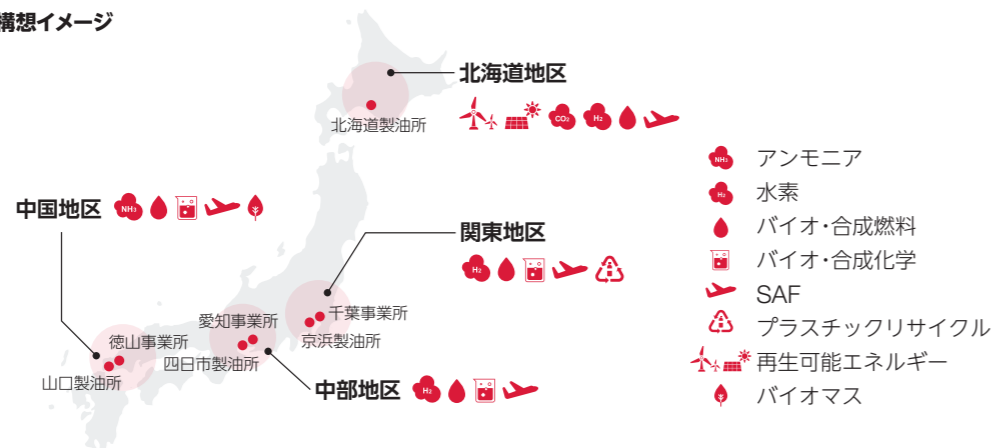 構想イメージ
北海道地区
北海道製油所
CO₂
H₂
中国地区
NH₃
関東地区
H₂
千葉事業所
京浜製油所
愛知事業所
四日市製油所
徳山事業所
山口製油所
中部地区
H₂
NH₃ アンモニア
H₂ 水素
バイオ・合成燃料
バイオ・合成化学
SAF
プラスチックリサイクル
再生可能エネルギー
バイオマス